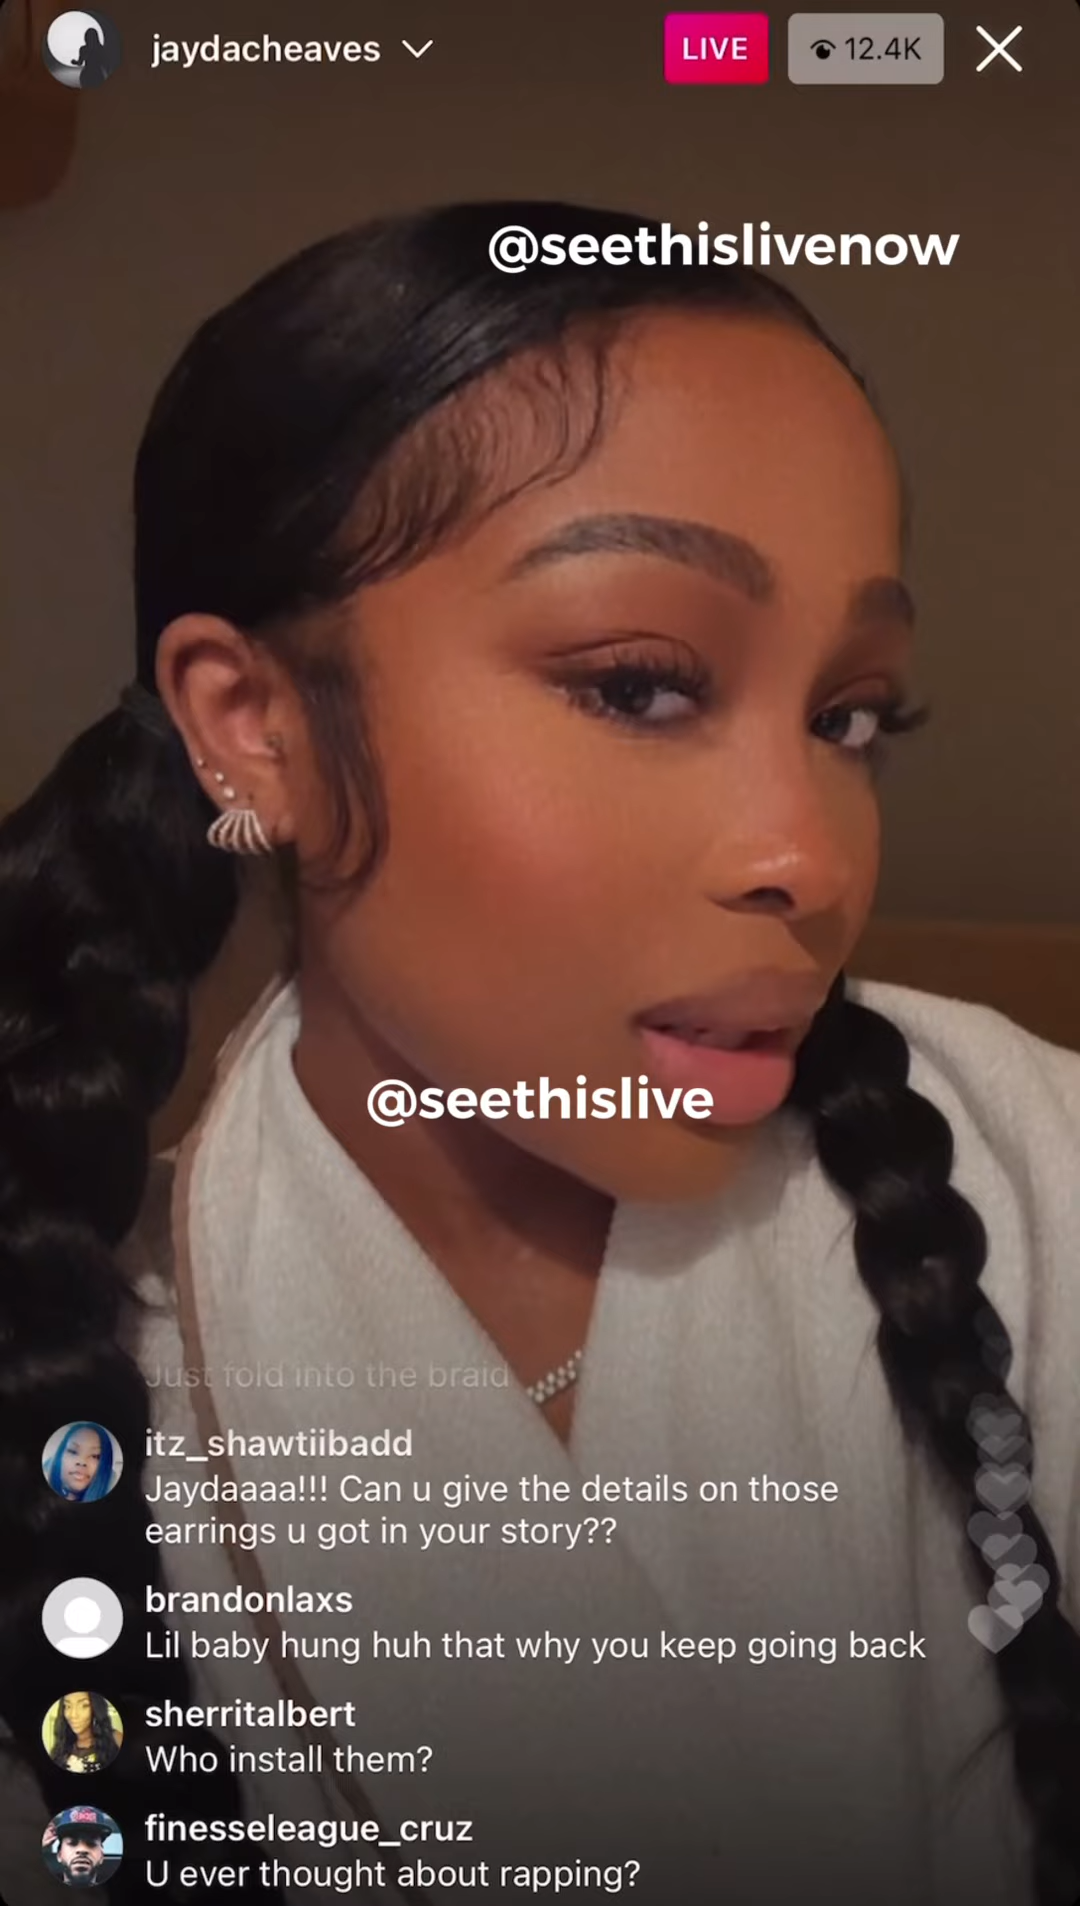 jaydacheaves
LIVE
12.4K
@seethislivenow
@seethislive
Just fold into the braid
itz_shawtiibadd
Jaydaaaa!!! Can u give the details on those
earrings u got in your story??
brandonlaxs
Lil baby hung huh that why you keep going back
sherritalbert
Who install them?
finesseleague_cruz
U ever thought about rapping?